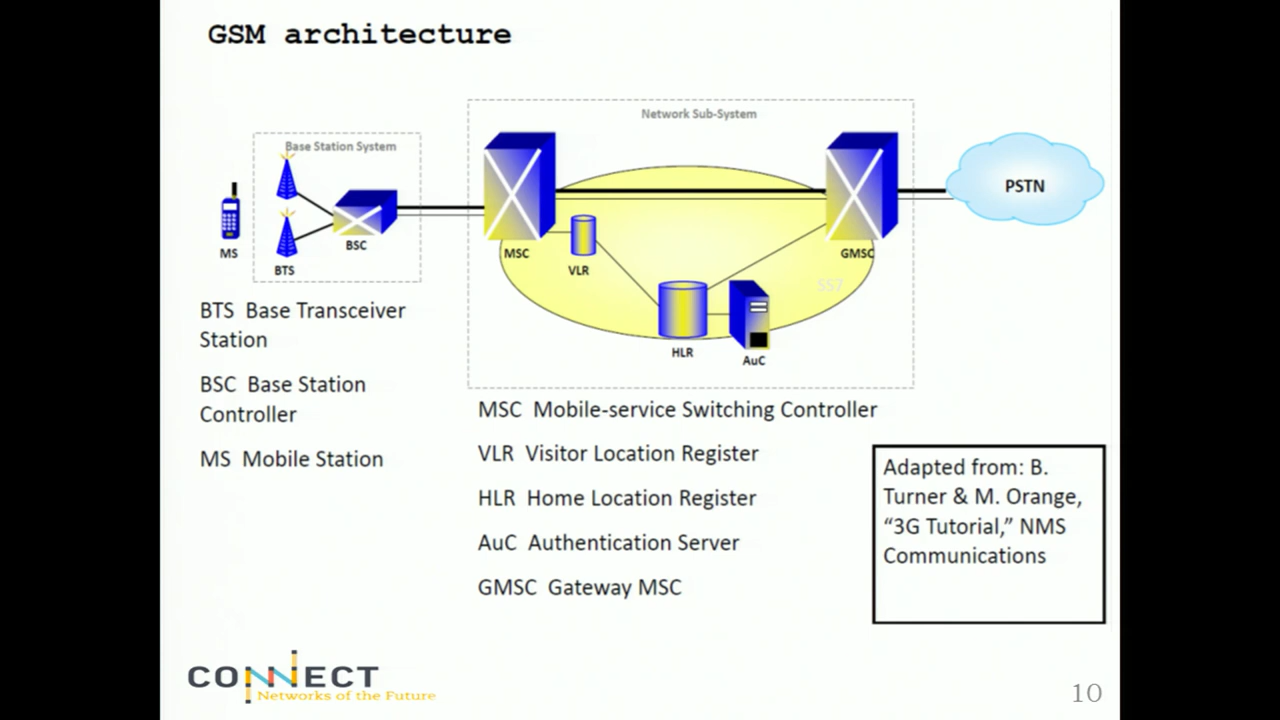 GSM architecture
Network Sub-System
Base Station System
PSTN
MS
BTS
BSC
MSC
VLR
GMSC
SS7
HLR
AuC
BTS Base Transceiver
Station
BSC Base Station
Controller
MS Mobile Station
MSC Mobile-service Switching Controller
VLR Visitor Location Register
HLR Home Location Register
AuC Authentication Server
GMSC Gateway MSC
Adapted from: B.
Turner & M. Orange,
“3G Tutorial,” NMS
Communications
CONNECT
Networks of the Future
10